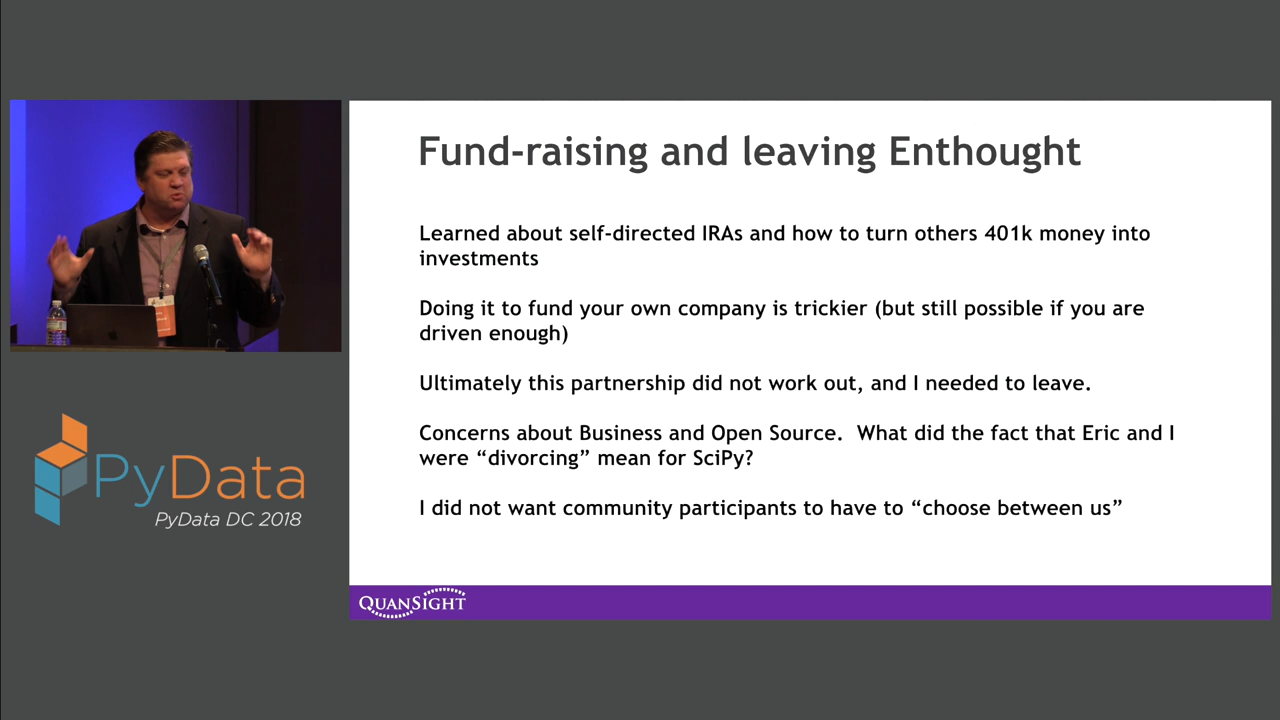 Fund-raising and leaving Enthought
Learned about self-directed IRAs and how to turn others 401k money into
investments
Doing it to fund your own company is trickier (but still possible if you are
driven enough)
Ultimately this partnership did not work out, and I needed to leave.
Concerns about Business and Open Source.  What did the fact that Eric and I
were “divorcing” mean for SciPy?
I did not want community participants to have to “choose between us”
PyData
PyData DC 2018
QUANSIGHT